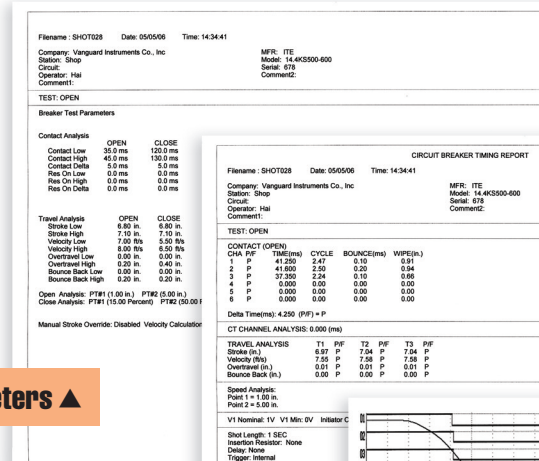 Filename : SHOT028 Date: 05/05/06 Time: 14:34:41
Company: Vanguard Instruments Co., Inc MFR: ITE
Station: Shop Model: 14.4KS500-600
Circuit: Serial: 678
Operator: Hai Comment2:
Comment1:
TEST: OPEN
Breaker Test Parameters
Contact Analysis
OPEN CLOSE
Contact Low 35.0 ms 120.0 ms
Contact High 45.0 ms 130.0 ms
Contact Delta 5.0 ms 5.0 ms
Res On Low 0.0 ms 0.0 ms
Res On High 0.0 ms 0.0 ms
Res On Delta 0.0 ms 0.0 ms
Travel Analysis OPEN CLOSE
Stroke Low 6.80 in. 6.80 in.
Stroke High 7.10 in. 7.10 in.
Velocity Low 7.00 ft/s 5.50 ft/s
Velocity High 8.00 ft/s 6.50 ft/s
Overtravel Low 0.00 in. 0.00 in.
Overtravel High 0.20 in. 0.40 in.
Bounce Back Low 0.00 in. 0.00 in.
Bounce Back High 0.20 in. 0.20 in.
Open Analysis: PT#1 (1.00 in.) PT#2 (5.00 in.)
Close Analysis: PT#1 (15.00 Percent) PT#2 (50.00
Manual Stroke Override: Disabled Velocity Calculation
eters ▲
CIRCUIT BREAKER TIMING REPORT
Filename : SHOT028 Date: 05/05/06 Time: 14:34:41
Company: Vanguard Instruments Co., Inc MFR: ITE
Station: Shop Model: 14.4KS500-600
Circuit: Serial: 678
Operator: Hai Comment2:
Comment1:
TEST: OPEN
CONTACT (OPEN)
CHA P/F TIME(ms) CYCLE BOUNCE(ms) WIPE(in.)
1 P 41.250 2.47 0.10 0.91
2 P 41.600 2.50 0.20 0.94
3 P 37.350 2.24 0.10 0.66
4 P 0.000 0.00 0.00 0.00
5 P 0.000 0.00 0.00 0.00
6 P 0.000 0.00 0.00 0.00
Delta Time(ms): 4.250 (P/F) = P
CT CHANNEL ANALYSIS: 0.000 (ms)
TRAVEL ANALYSIS T1 P/F T2 P/F T3 P/F
Stroke (in.) 6.97 P 7.04 P 7.04 P
Velocity (ft/s) 7.55 P 7.58 P 7.58 P
Overtravel (in.) 0.01 P 0.01 P 0.01 P
Bounce Back (in.) 0.00 P 0.00 P 0.00 P
Speed Analysis:
Point 1 = 1.00 in.
Point 2 = 5.00 in.
V1 Nominal: 1V V1 Min: 0V Initiator C
Shot Length: 1 SEC
Insertion Resistor: None
Delay: None
Trigger: Internal
01
02
03